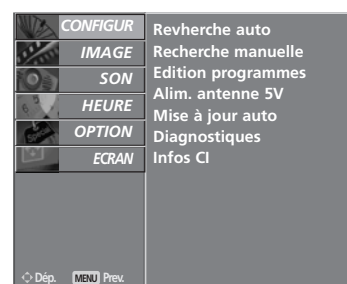 CONFIGUR
IMAGE
SON
HEURE
OPTION
ECRAN
Revherche auto
Recherche manuelle
Edition programmes
Alim. antenne 5V
Mise à jour auto
Diagnostiques
Infos CI
Dép. MENU Prev.